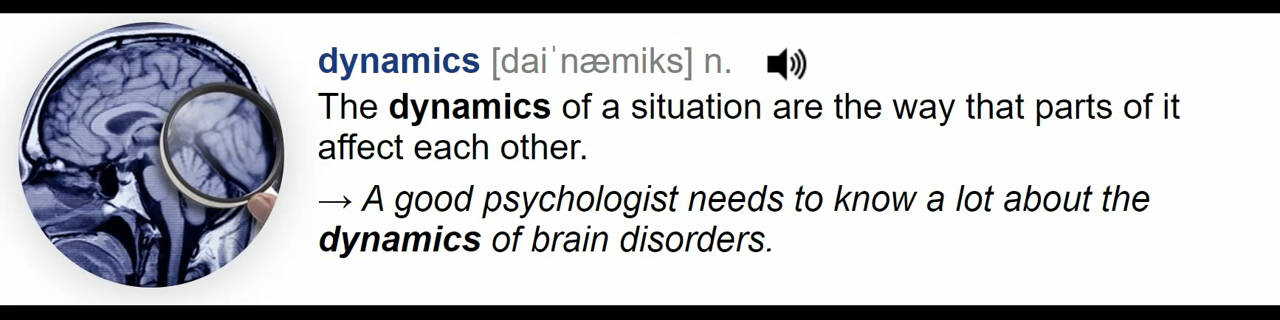 dynamics [daiˈnæmiks] n.
The dynamics of a situation are the way that parts of it
affect each other.
→ A good psychologist needs to know a lot about the
dynamics of brain disorders.